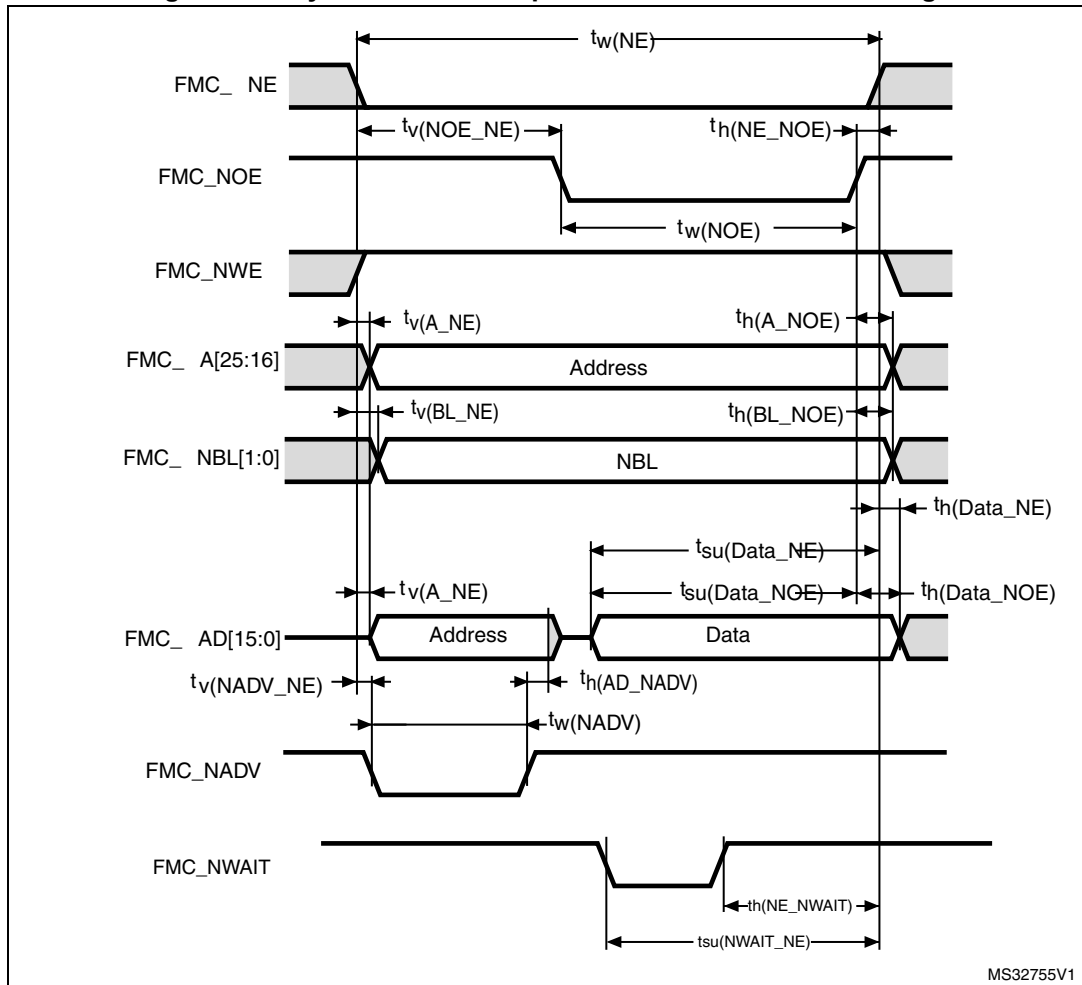 tw(NE)
FMC_ NE
tv(NOE_NE)
th(NE_NOE)
FMC_NOE
tw(NOE)
FMC_NWE
tv(A_NE)
th(A_NOE)
FMC_ A[25:16]
Address
tv(BL_NE)
th(BL_NOE)
FMC_ NBL[1:0]
NBL
th(Data_NE)
tsu(Data_NE)
tv(A_NE)
tsu(Data_NOE)
th(Data_NOE)
FMC_ AD[15:0]
Address
Data
tv(NADV_NE)
th(AD_NADV)
tw(NADV)
FMC_NADV
FMC_NWAIT
th(NE_NWAIT)
tsu(NWAIT_NE)
MS32755V1